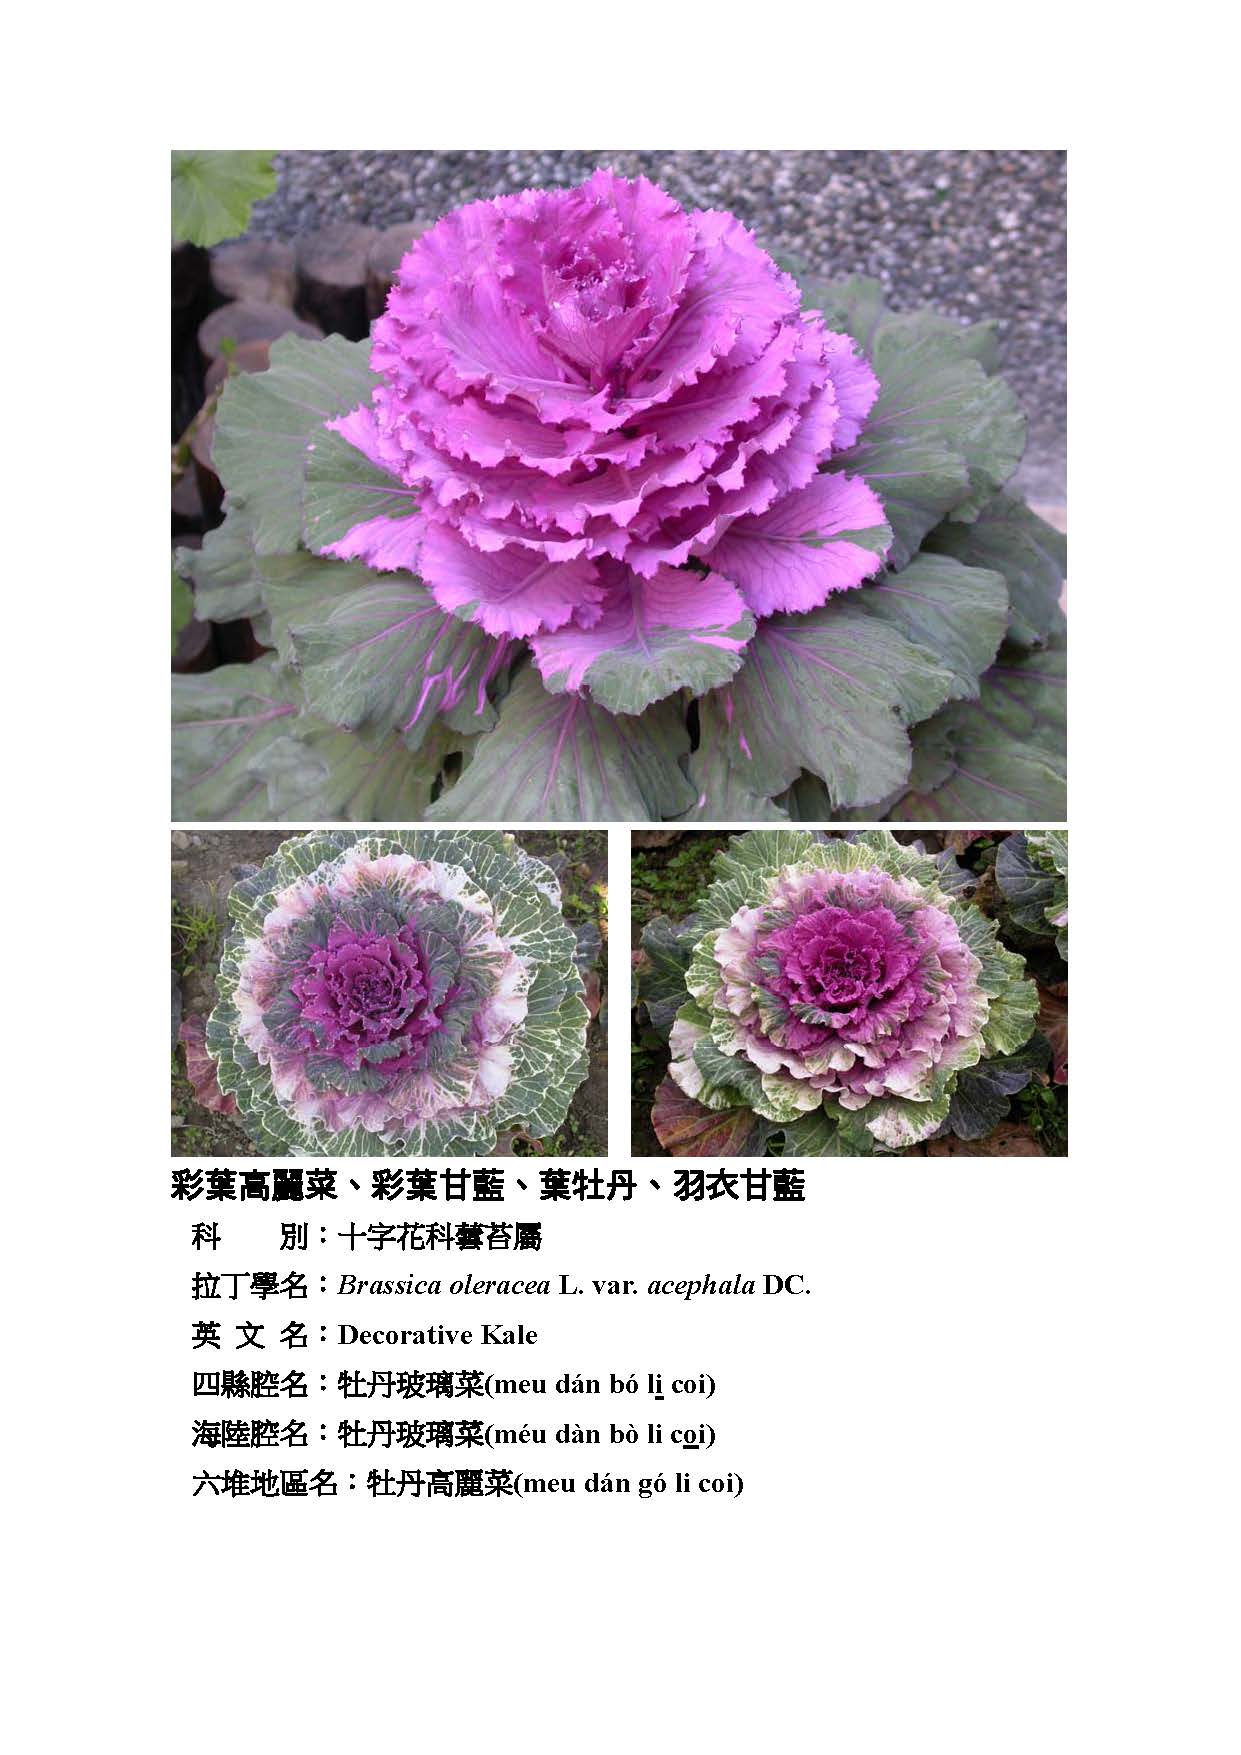 彩葉高麗菜、彩葉甘藍、葉牡丹、羽衣甘藍
科　　別：十字花科蕓苔屬
拉丁學名：Brassica oleracea L. var. acephala DC.
英 文 名：Decorative Kale
四縣腔名：牡丹玻璃菜(meu dán bó li̲ coi)
海陸腔名：牡丹玻璃菜(méu dàn bò li co̲i)
六堆地區名：牡丹高麗菜(meu dán gó li coi)